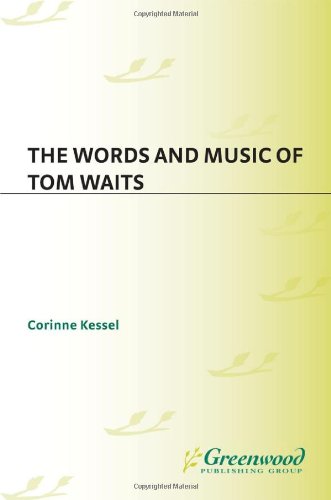 Copyrighted Material
THE WORDS AND MUSIC OF
TOM WAITS
Corinne Kessel
Greenwood
PUBLISHING GROUP
Copyrighted Material